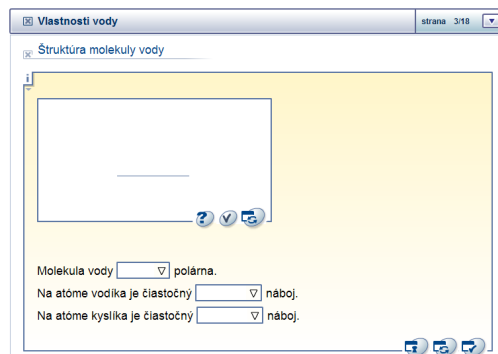 Vlastnosti vody strana 3/18
Štruktúra molekuly vody
i
Molekula vody polárna.
Na atóme vodíka je čiastočný náboj.
Na atóme kyslíka je čiastočný náboj.